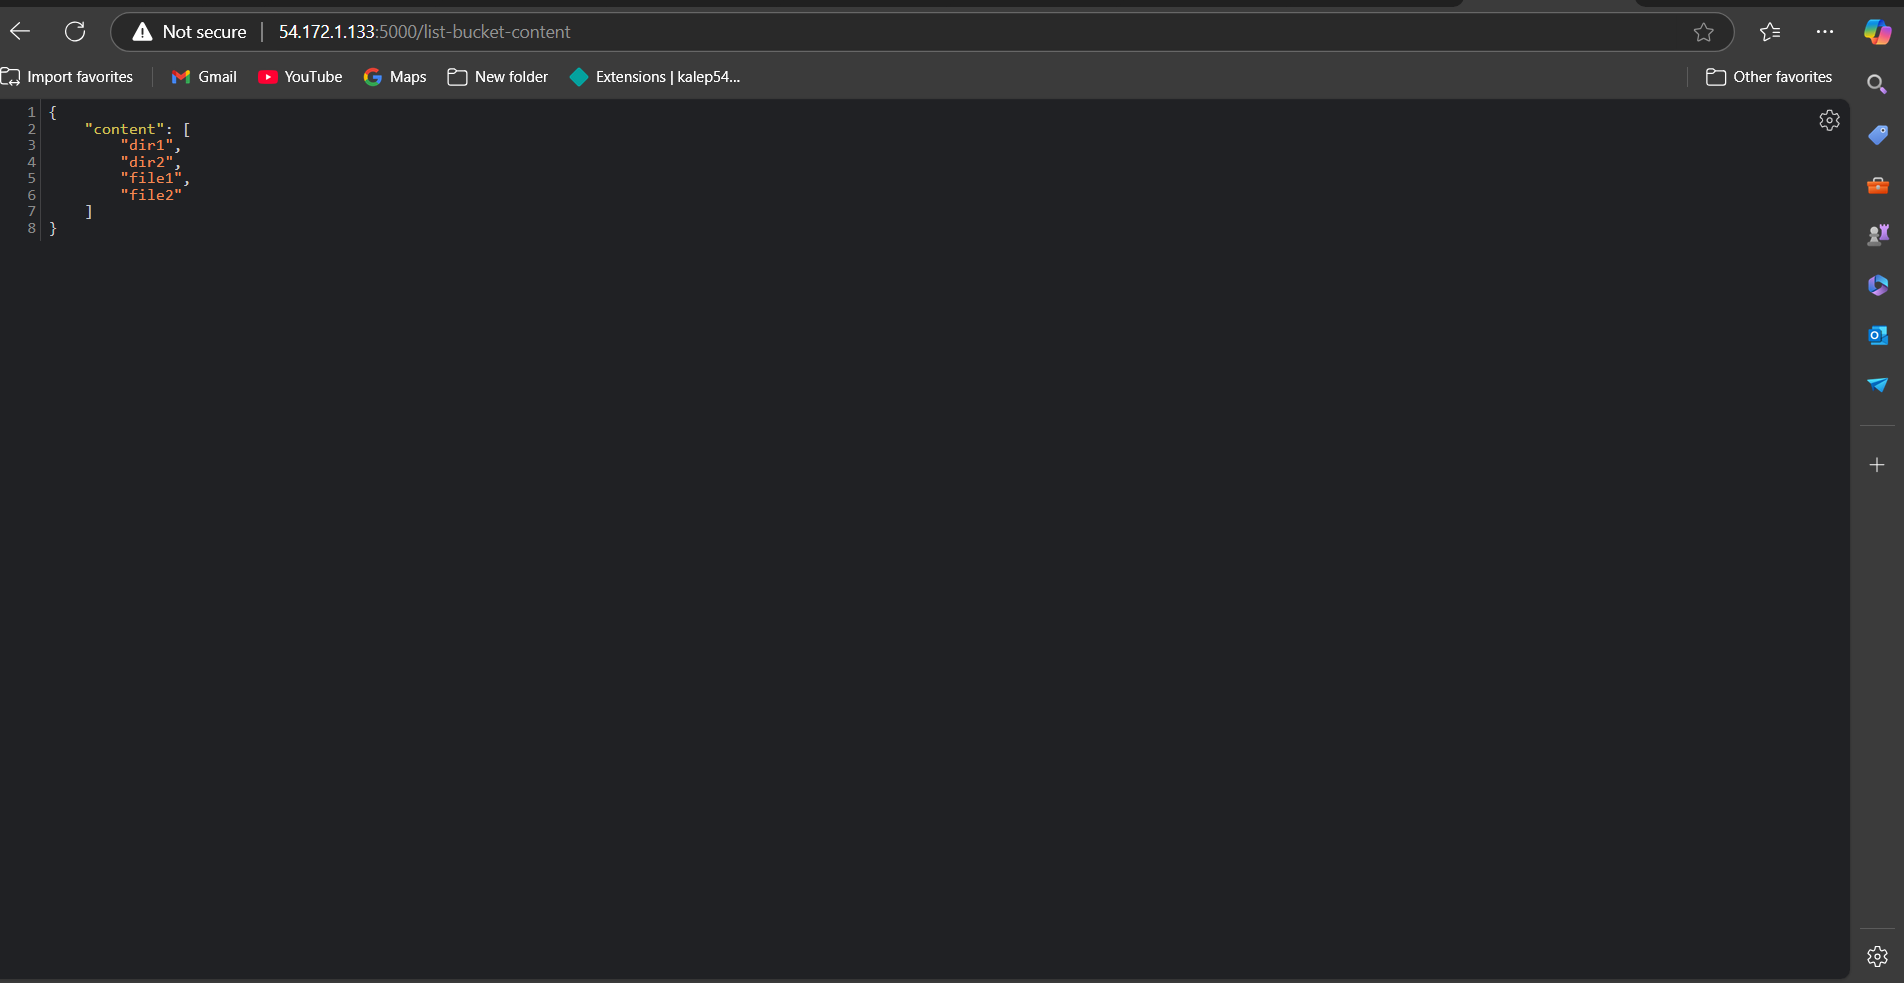 Not secure 54.172.1.133:5000/list-bucket-content
Import favorites Gmail YouTube Maps New folder Extensions | kalep54... Other favorites
1 {
2 "content": [
3 "dir1",
4 "dir2",
5 "file1",
6 "file2"
7 ]
8 }